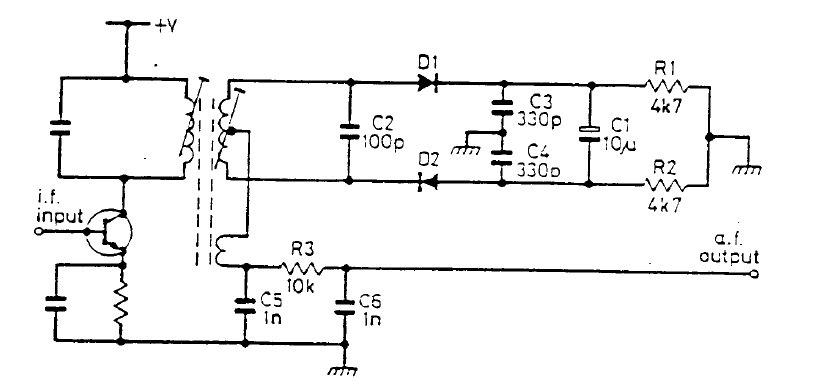 +V
D1
R1
4k7
C3
330p
C2
100p
C1
10µ
C4
330p
D2
R2
4k7
i.f.
input
a.f.
output
R3
10k
C5
1n
C6
1n